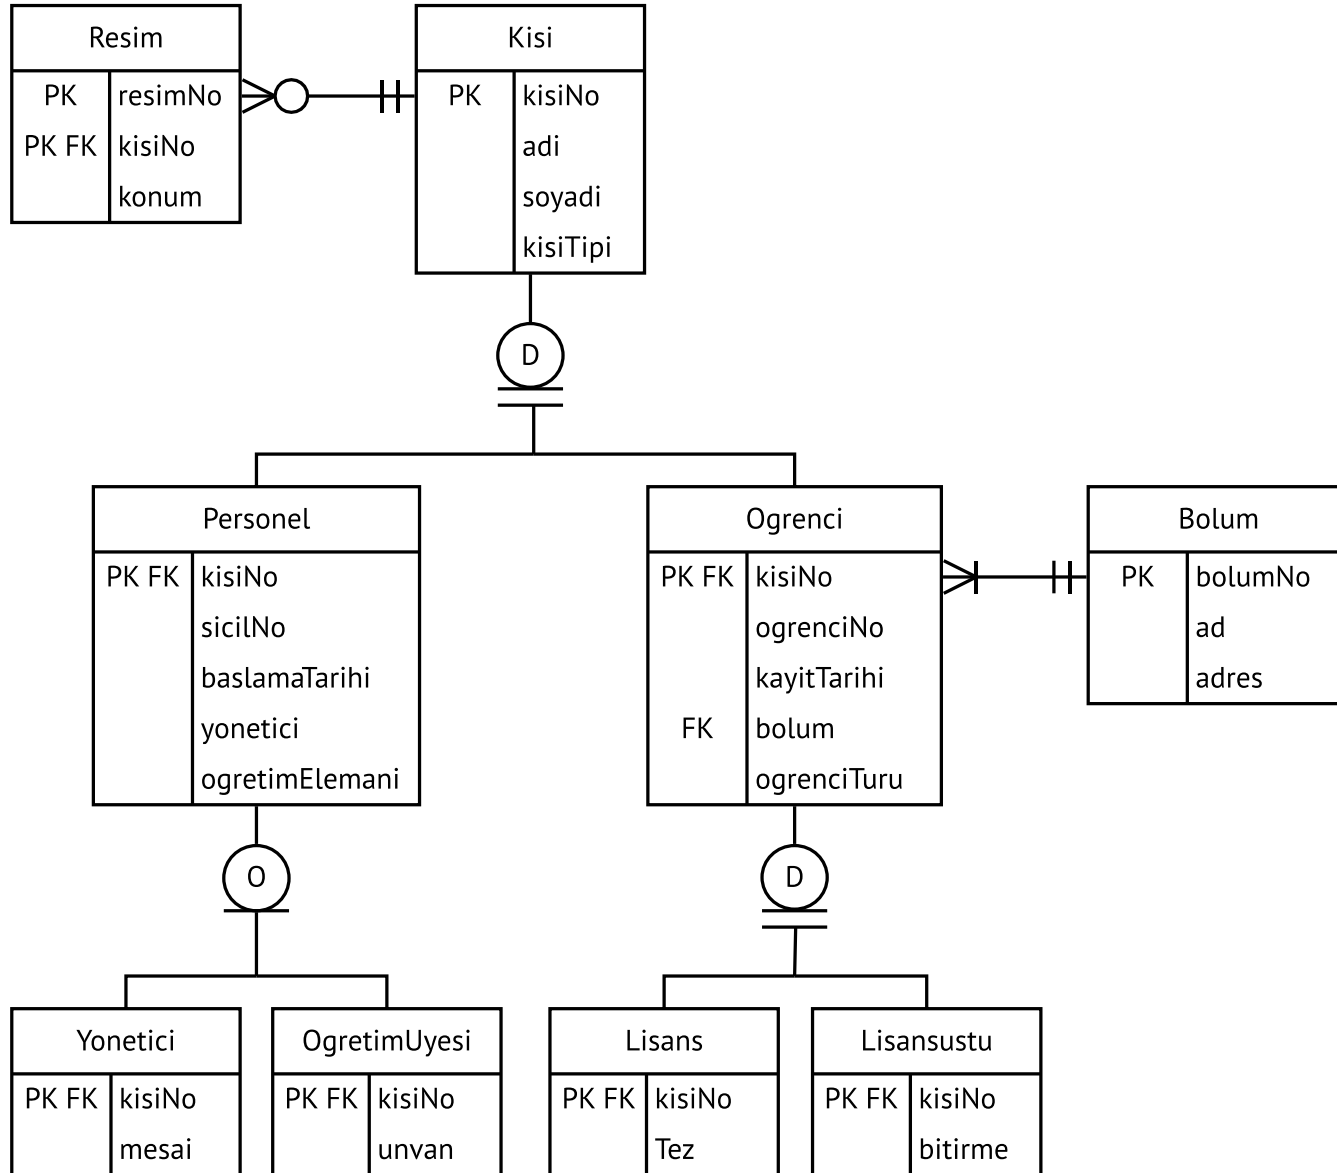 Resim
PK resimNo
PK FK kisiNo
konum
Kisi
PK kisiNo
adi
soyadi
kisiTipi
D
Personel
PK FK kisiNo
sicilNo
baslamaTarihi
yonetici
ogretimElemani
Ogrenci
PK FK kisiNo
ogrenciNo
kayitTarihi
FK bolum
ogrenciTuru
Bolum
PK bolumNo
ad
adres
O
D
Yonetici
PK FK kisiNo
mesai
OgretimUyesi
PK FK kisiNo
unvan
Lisans
PK FK kisiNo
Tez
Lisansustu
PK FK kisiNo
bitirme